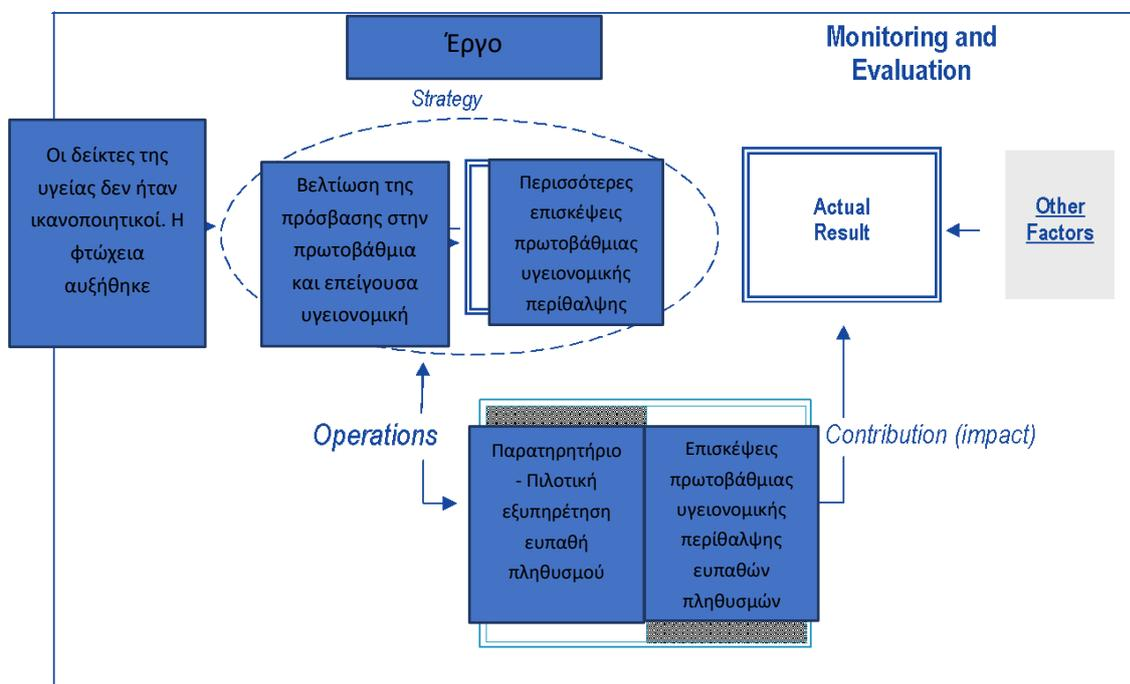 Έργο
Monitoring and
Evaluation
Strategy
Οι δείκτες της
υγείας δεν ήταν
ικανοποιητικοί. Η
φτώχεια
αυξήθηκε
Βελτίωση της
πρόσβασης στην
πρωτοβάθμια
και επείγουσα
υγειονομική
Περισσότερες
επισκέψεις
πρωτοβάθμιας
υγειονομικής
περίθαλψης
Actual
Result
Other
Factors
Operations
Παρατηρητήριο
- Πιλοτική
εξυπηρέτηση
ευπαθή
πληθυσμού
Επισκέψεις
πρωτοβάθμιας
υγειονομικής
περίθαλψης
ευπαθών
πληθυσμών
Contribution (impact)